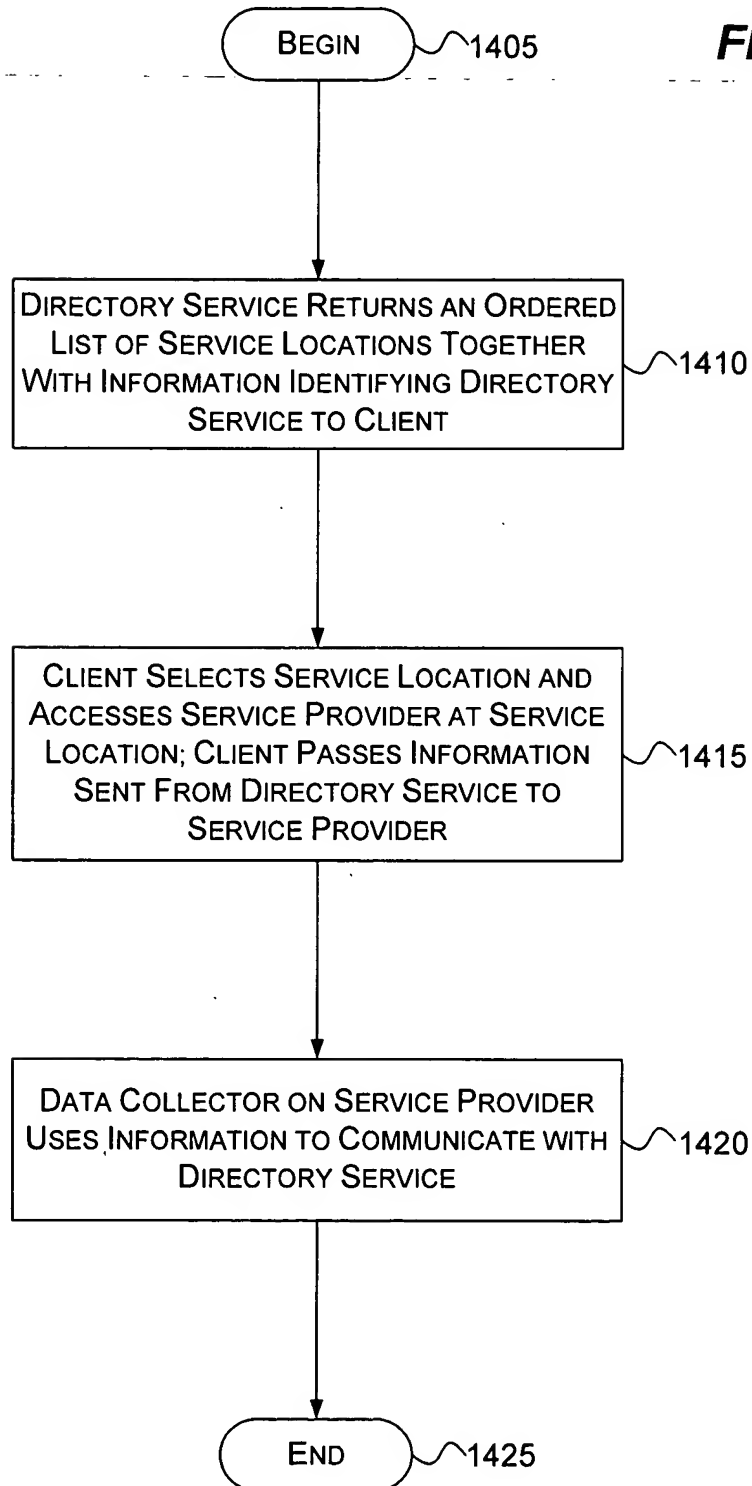 BEGIN
1405
DIRECTORY SERVICE RETURNS AN ORDERED
LIST OF SERVICE LOCATIONS TOGETHER
WITH INFORMATION IDENTIFYING DIRECTORY
SERVICE TO CLIENT
1410
CLIENT SELECTS SERVICE LOCATION AND
ACCESSES SERVICE PROVIDER AT SERVICE
LOCATION; CLIENT PASSES INFORMATION
SENT FROM DIRECTORY SERVICE TO
SERVICE PROVIDER
1415
DATA COLLECTOR ON SERVICE PROVIDER
USES INFORMATION TO COMMUNICATE WITH
DIRECTORY SERVICE
1420
END
1425